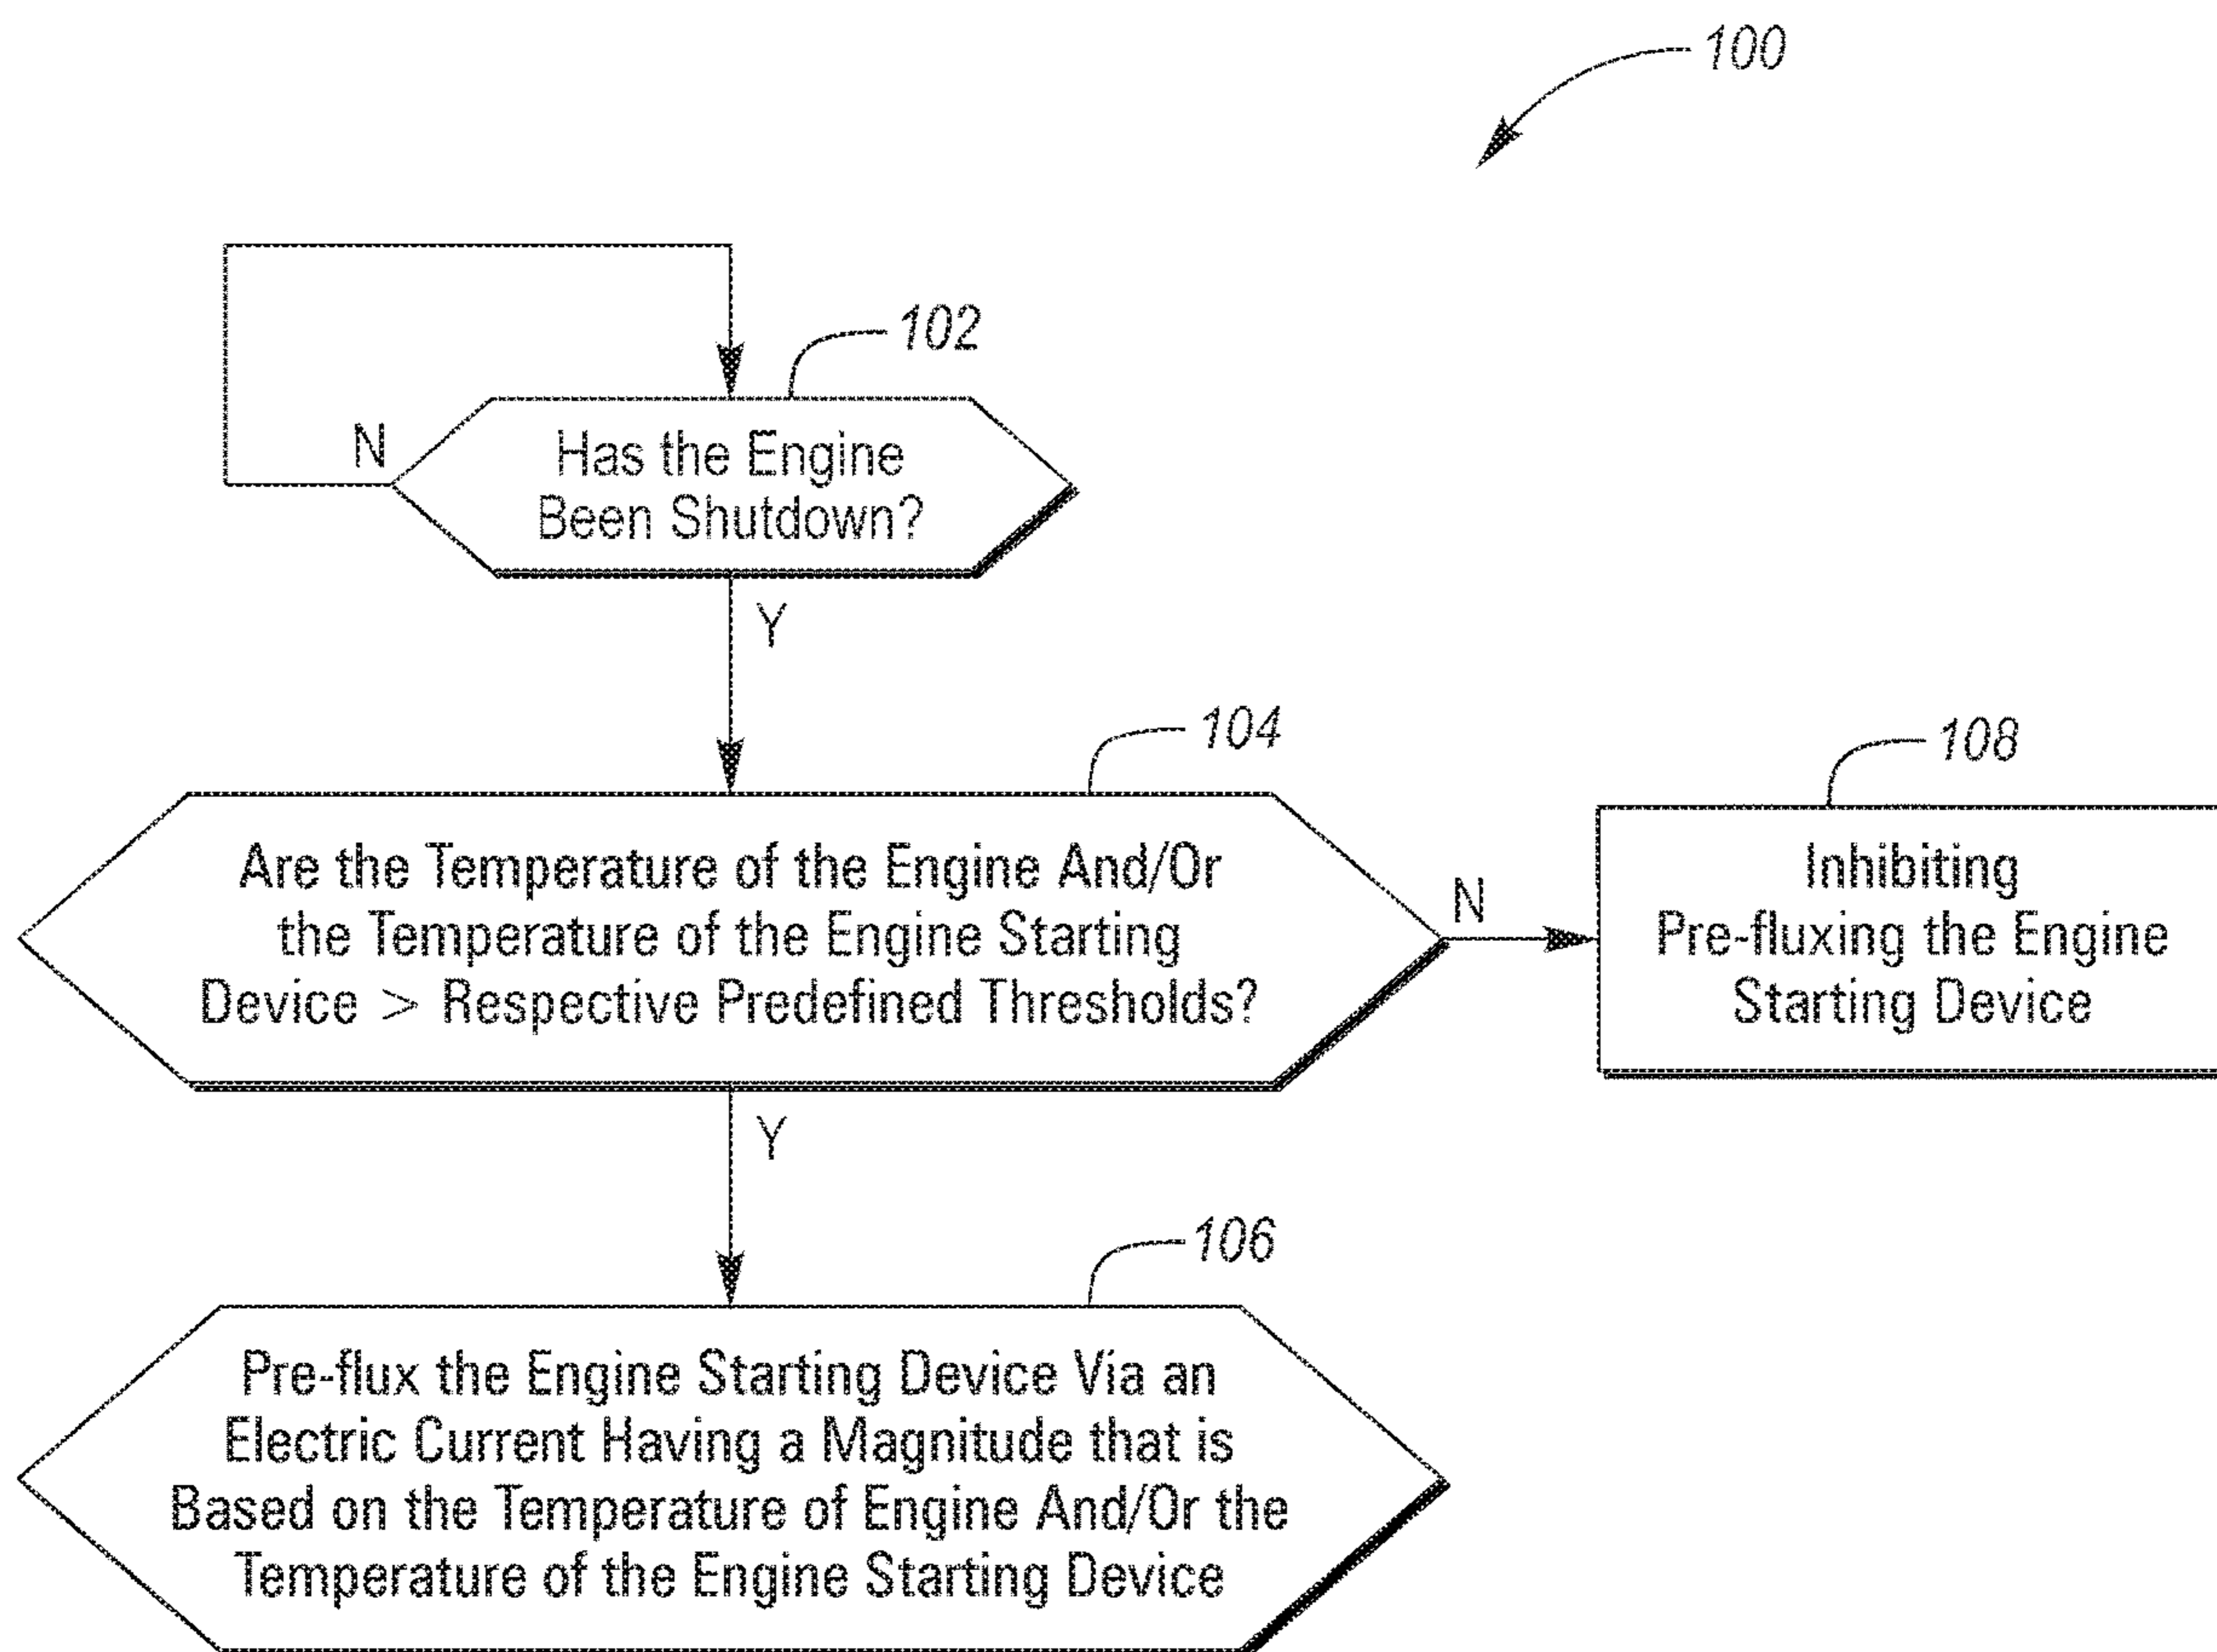 100
102
N
Has the Engine
Been Shutdown?
Y
104
108
Are the Temperature of the Engine And/Or
the Temperature of the Engine Starting
Device > Respective Predefined Thresholds?
N
Inhibiting
Pre-fluxing the Engine
Starting Device
Y
106
Pre-flux the Engine Starting Device Via an
Electric Current Having a Magnitude that is
Based on the Temperature of Engine And/Or the
Temperature of the Engine Starting Device